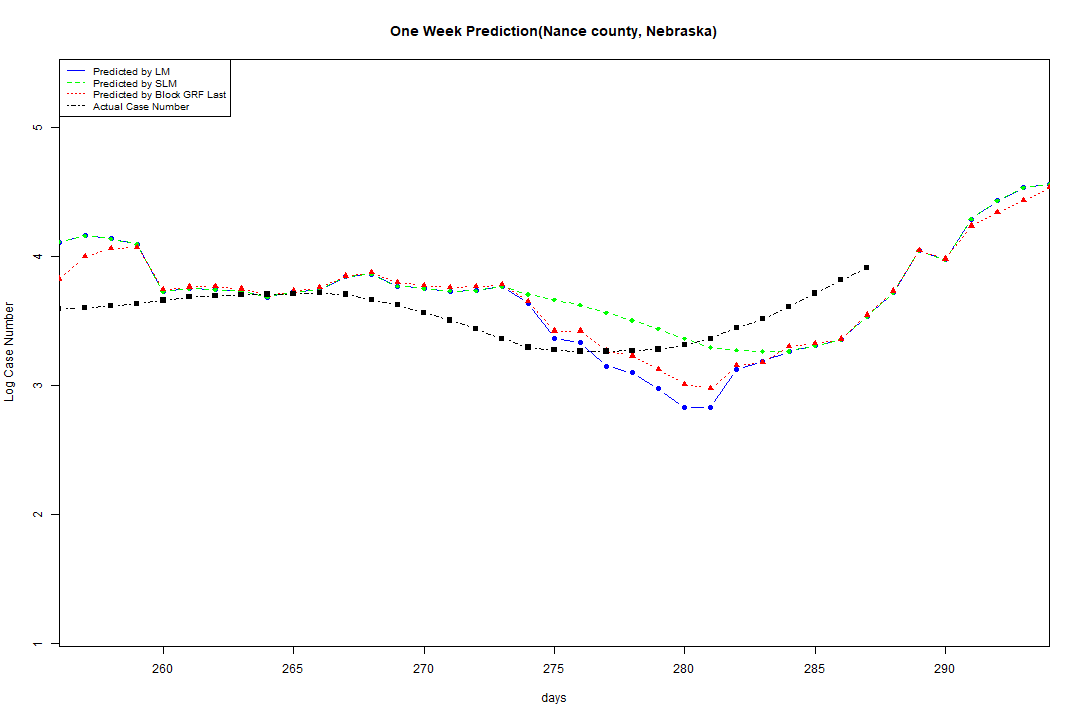 One Week Prediction(Nance county, Nebraska)
Predicted by LM
Predicted by SLM
Predicted by Block GRF Last
Actual Case Number
5
4
3
2
1
Log Case Number
260 265 270 275 280 285 290
days